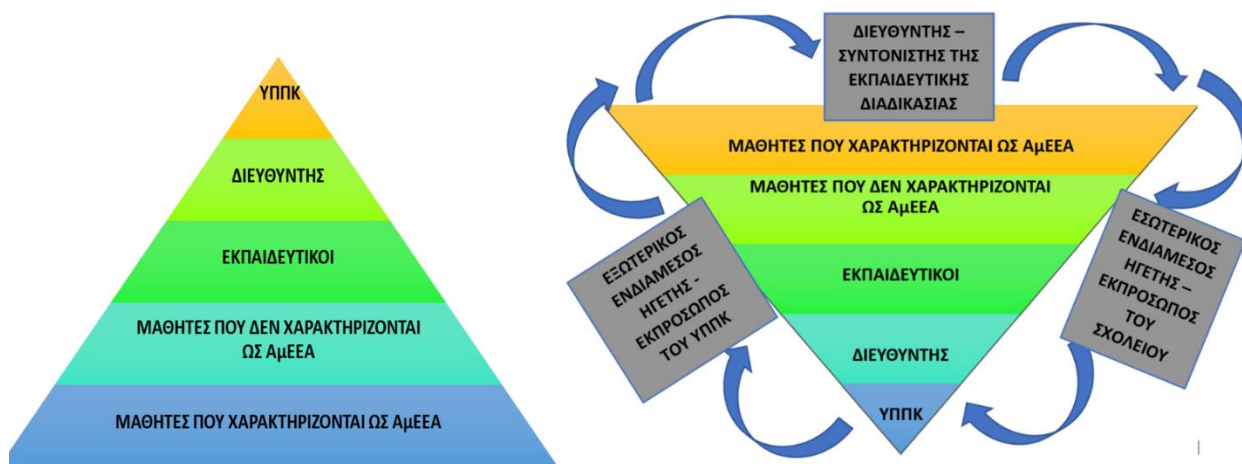 ΥΠΠΚ
ΔΙΕΥΘΥΝΤΗΣ
ΕΚΠΑΙΔΕΥΤΙΚΟΙ
ΜΑΘΗΤΕΣ ΠΟΥ ΔΕΝ ΧΑΡΑΚΤΗΡΙΖΟΝΤΑΙ
ΩΣ ΑμΕΕΑ
ΜΑΘΗΤΕΣ ΠΟΥ ΧΑΡΑΚΤΗΡΙΖΟΝΤΑΙ ΩΣ ΑμΕΕΑ
ΔΙΕΥΘΥΝΤΗΣ –
ΣΥΝΤΟΝΙΣΤΗΣ ΤΗΣ
ΕΚΠΑΙΔΕΥΤΙΚΗΣ
ΔΙΑΔΙΚΑΣΙΑΣ
ΜΑΘΗΤΕΣ ΠΟΥ ΧΑΡΑΚΤΗΡΙΖΟΝΤΑΙ ΩΣ ΑμΕΕΑ
ΜΑΘΗΤΕΣ ΠΟΥ ΔΕΝ ΧΑΡΑΚΤΗΡΙΖΟΝΤΑΙ
ΩΣ ΑμΕΕΑ
ΕΚΠΑΙΔΕΥΤΙΚΟΙ
ΔΙΕΥΘΥΝΤΗΣ
ΥΠΠΚ
ΕΞΩΤΕΡΙΚΟΣ
ΕΝΔΙΑΜΕΣΟΣ
ΗΓΕΤΗΣ -
ΕΚΠΡΟΣΩΠΟΣ
ΤΟΥ ΥΠΠΚ
ΕΣΩΤΕΡΙΚΟΣ
ΕΝΔΙΑΜΕΣΟΣ
ΗΓΕΤΗΣ –
ΕΚΠΡΟΣΩΠΟΣ
ΤΟΥ
ΣΧΟΛΕΙΟΥ